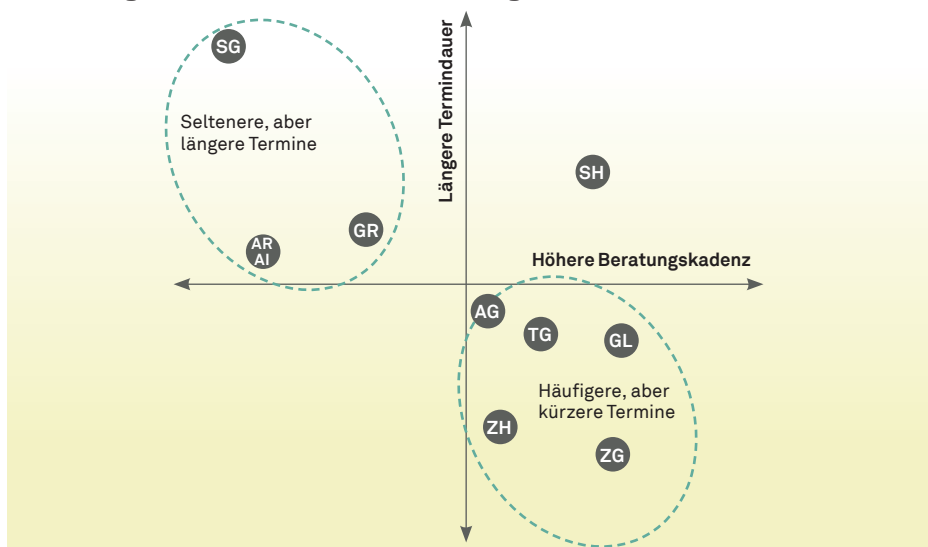 SG
Seltenere, aber
längere Termine
Längere Termindauer
SH
GR
AR
AI
Höhere Beratungskadenz
AG
TG
GL
Häufigere, aber
kürzere Termine
ZH
ZG